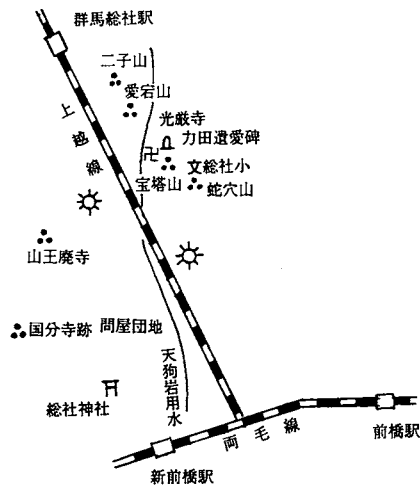 群馬総社駅
二子山
愛宕山
上越線
光厳寺
力田遺愛碑
卍
文総社小
宝塔山
蛇穴山
山王廃寺
国分寺跡
問屋団地
天狗岩用水
総社神社
両毛線
前橋駅
新前橋駅